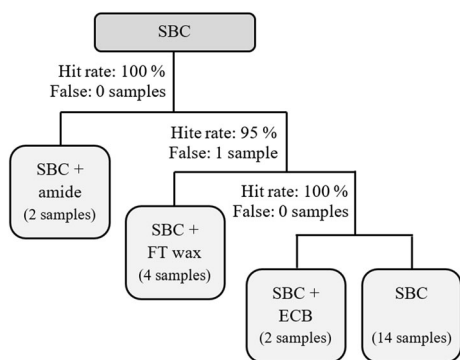 SBC
Hit rate: 100 %
False: 0 samples
Hite rate: 95 %
False: 1 sample
SBC +
amide
(2 samples)
Hit rate: 100 %
False: 0 samples
SBC +
FT wax
(4 samples)
SBC +
ECB
(2 samples)
SBC
(14 samples)